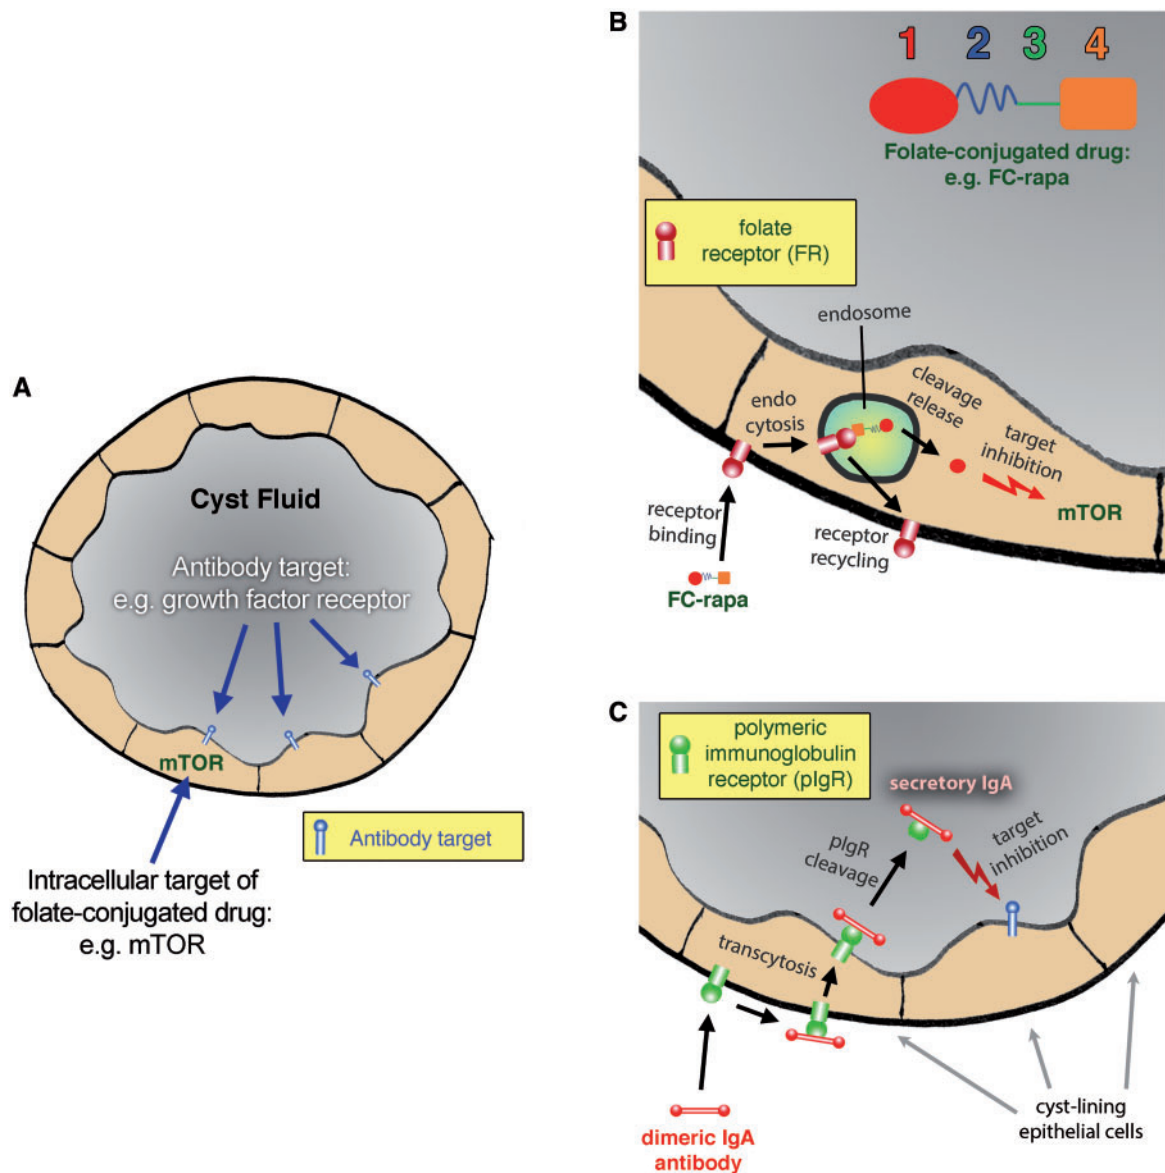 A
Cyst Fluid
Antibody target:
e.g. growth factor receptor
mTOR
Antibody target
Intracellular target of
folate-conjugated drug:
e.g. mTOR
B
1 2 3 4
Folate-conjugated drug:
e.g. FC-rapa
folate
receptor (FR)
endosome
endo
cytosis
cleavage
release
target
inhibition
mTOR
receptor
binding
receptor
recycling
FC-rapa
C
polymeric
immunoglobulin
receptor (pIgR)
secretory IgA
pIgR
cleavage
target
inhibition
transcytosis
dimeric IgA
antibody
cyst-lining
epithelial cells